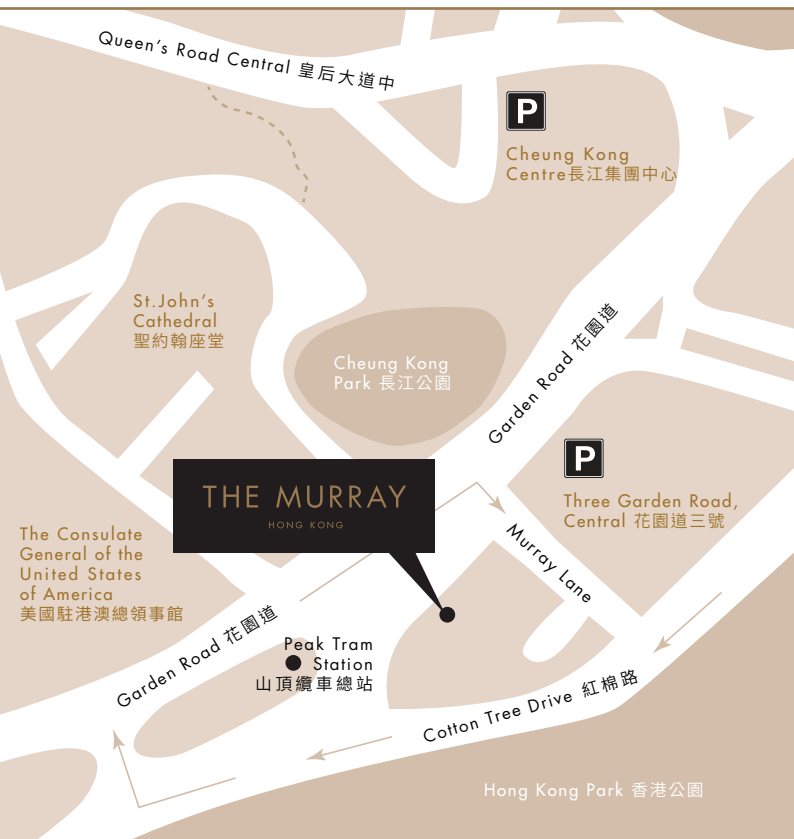 Queen's Road Central 皇后大道中
P
Cheung Kong
Centre長江集團中心
St.John's
Cathedral
聖約翰座堂
Cheung Kong
Park 長江公園
Garden Road 花園道
P
Three Garden Road,
Central 花園道三號
THE MURRAY
HONG KONG
Murray Lane
The Consulate
General of the
United States
of America
美國駐港澳總領事館
Garden Road 花園道
Peak Tram
Station
山頂纜車總站
Cotton Tree Drive 紅棉路
Hong Kong Park 香港公園